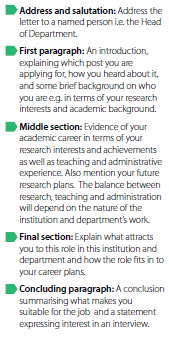 Address and salutation: Address the
letter to a named person i.e. the Head
of Department.
First paragraph: An introduction,
explaining which post you are
applying for, how you heard about it,
and some brief background on who
you are e.g. in terms of your research
interests and academic background.
Middle section: Evidence of your
academic career in terms of your
research interests and achievements
as well as teaching and administrative
experience. Also mention your future
research plans. The balance between
research, teaching and administration
will depend on the nature of the
institution and department's work.
Final section: Explain what attracts
you to this role in this institution and
department and how the role fits in to
your career plans.
Concluding paragraph: A conclusion
summarising what makes you
suitable for the job and a statement
expressing interest in an interview.